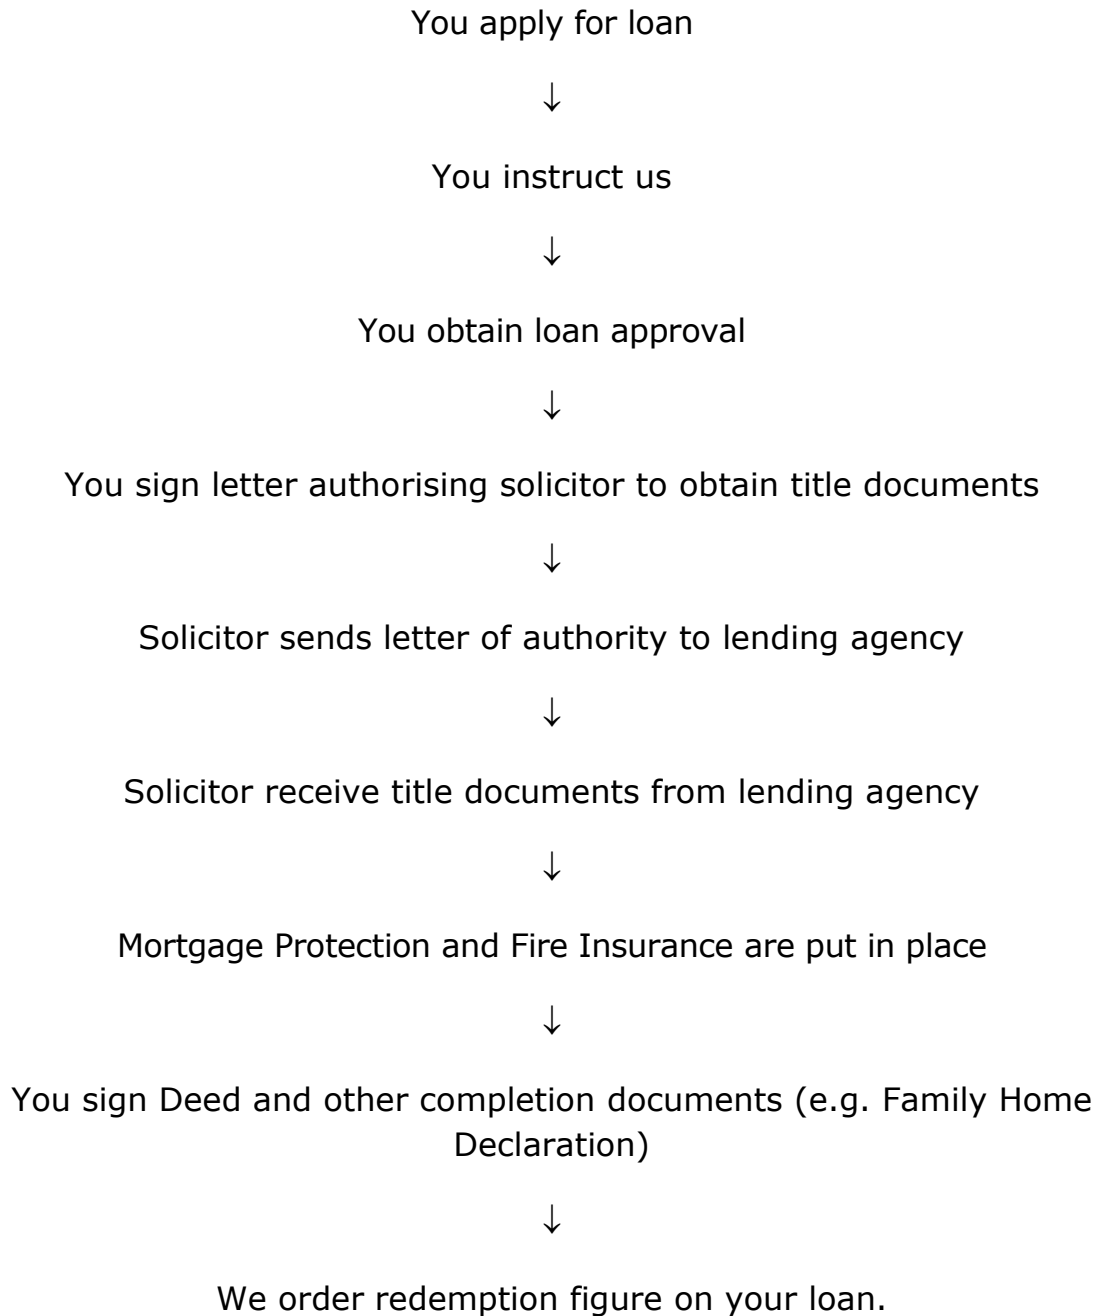 You apply for loan
↓
You instruct us
↓
You obtain loan approval
↓
You sign letter authorising solicitor to obtain title documents
↓
Solicitor sends letter of authority to lending agency
↓
Solicitor receive title documents from lending agency
↓
Mortgage Protection and Fire Insurance are put in place
↓
You sign Deed and other completion documents (e.g. Family Home
Declaration)
↓
We order redemption figure on your loan.